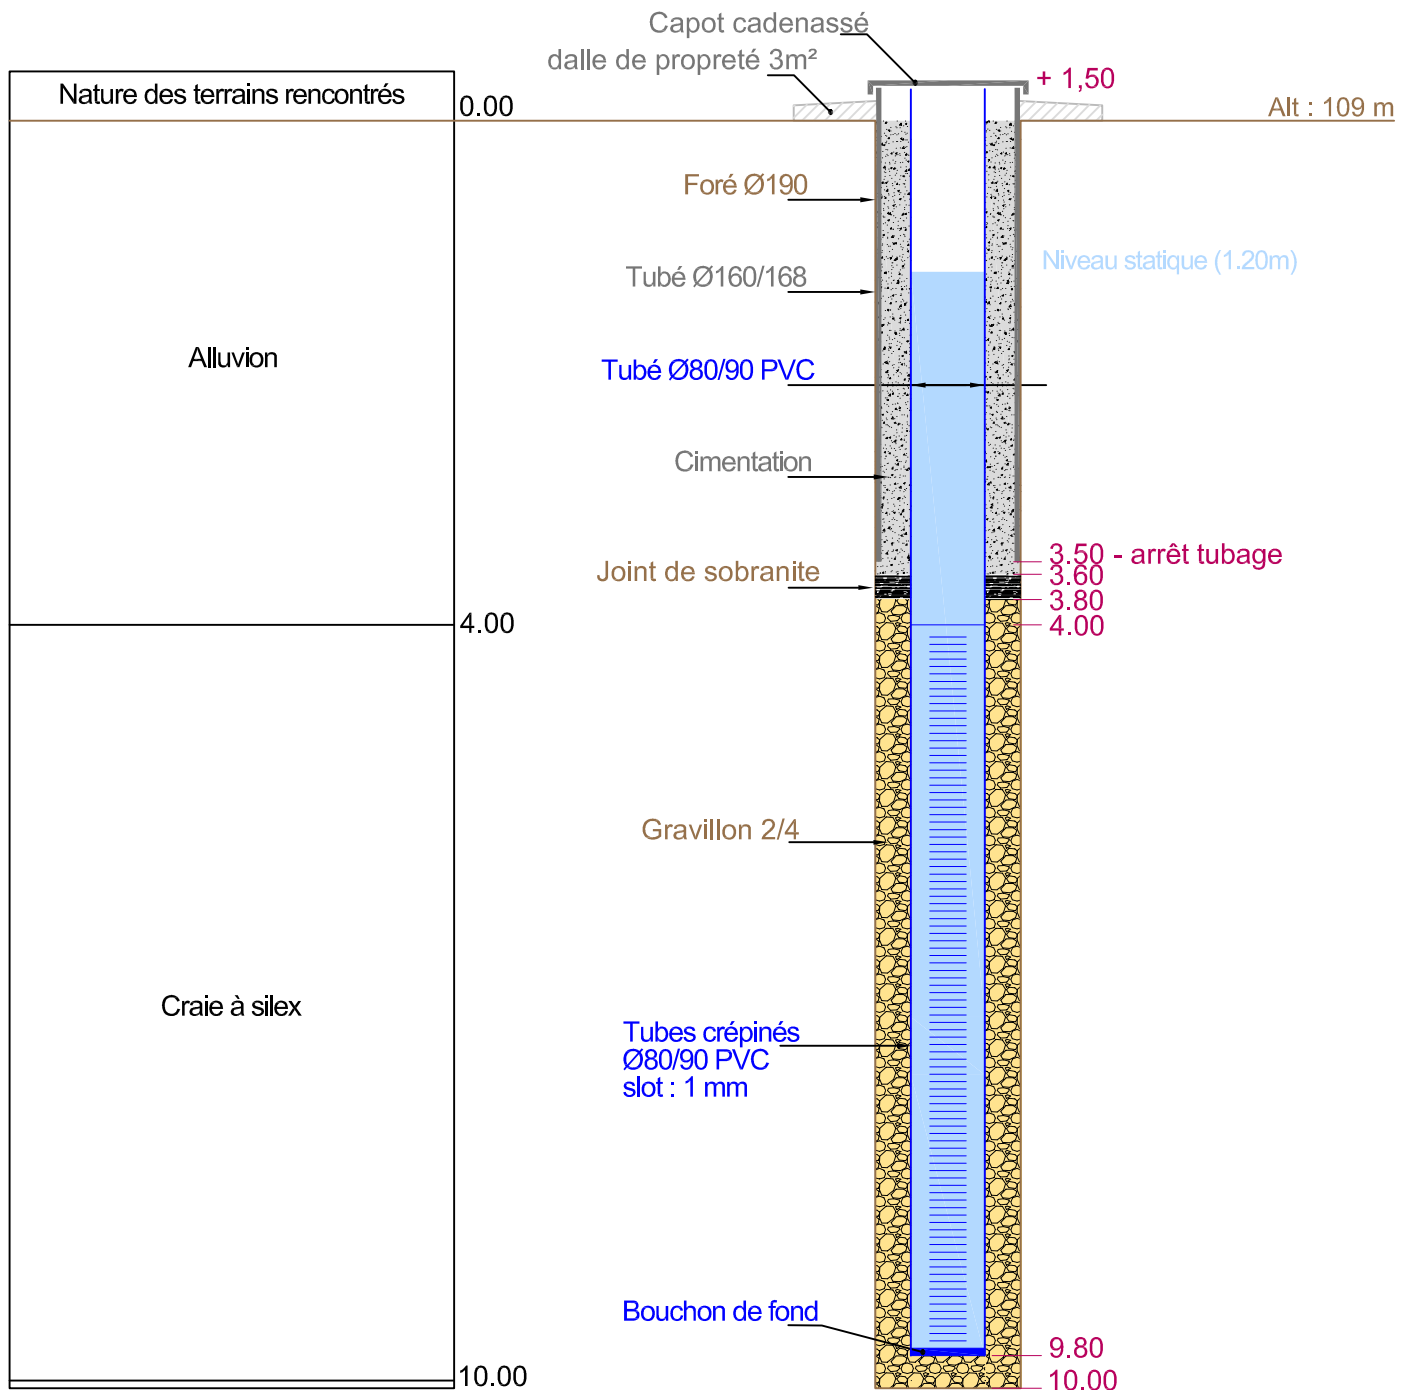 Capot cadenassé
dalle de propreté 3m²
+ 1,50
Nature des terrains rencontrés
0.00
Alt : 109 m
Foré Ø190
Niveau statique (1.20m)
Tubé Ø160/168
Alluvion
Tubé Ø80/90 PVC
Cimentation
3.50 - arrêt tubage
Joint de sobranite
3.60
3.80
4.00
4.00
Gravillon 2/4
Craie à silex
Tubes crépinés
Ø80/90 PVC
slot : 1 mm
Bouchon de fond
9.80
10.00
10.00